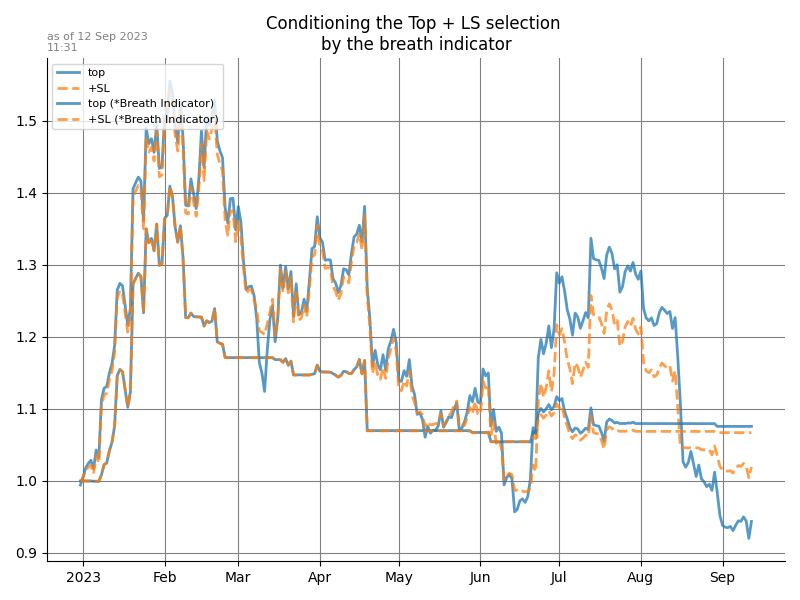 Conditioning the Top + LS selection
by the breath indicator
as of 12 Sep 2023
11:31
top
+SL
top (*Breath Indicator)
+SL (*Breath Indicator)
1.5
1.4
1.3
1.2
1.1
1.0
0.9
2023 Feb Mar Apr May Jun Jul Aug Sep